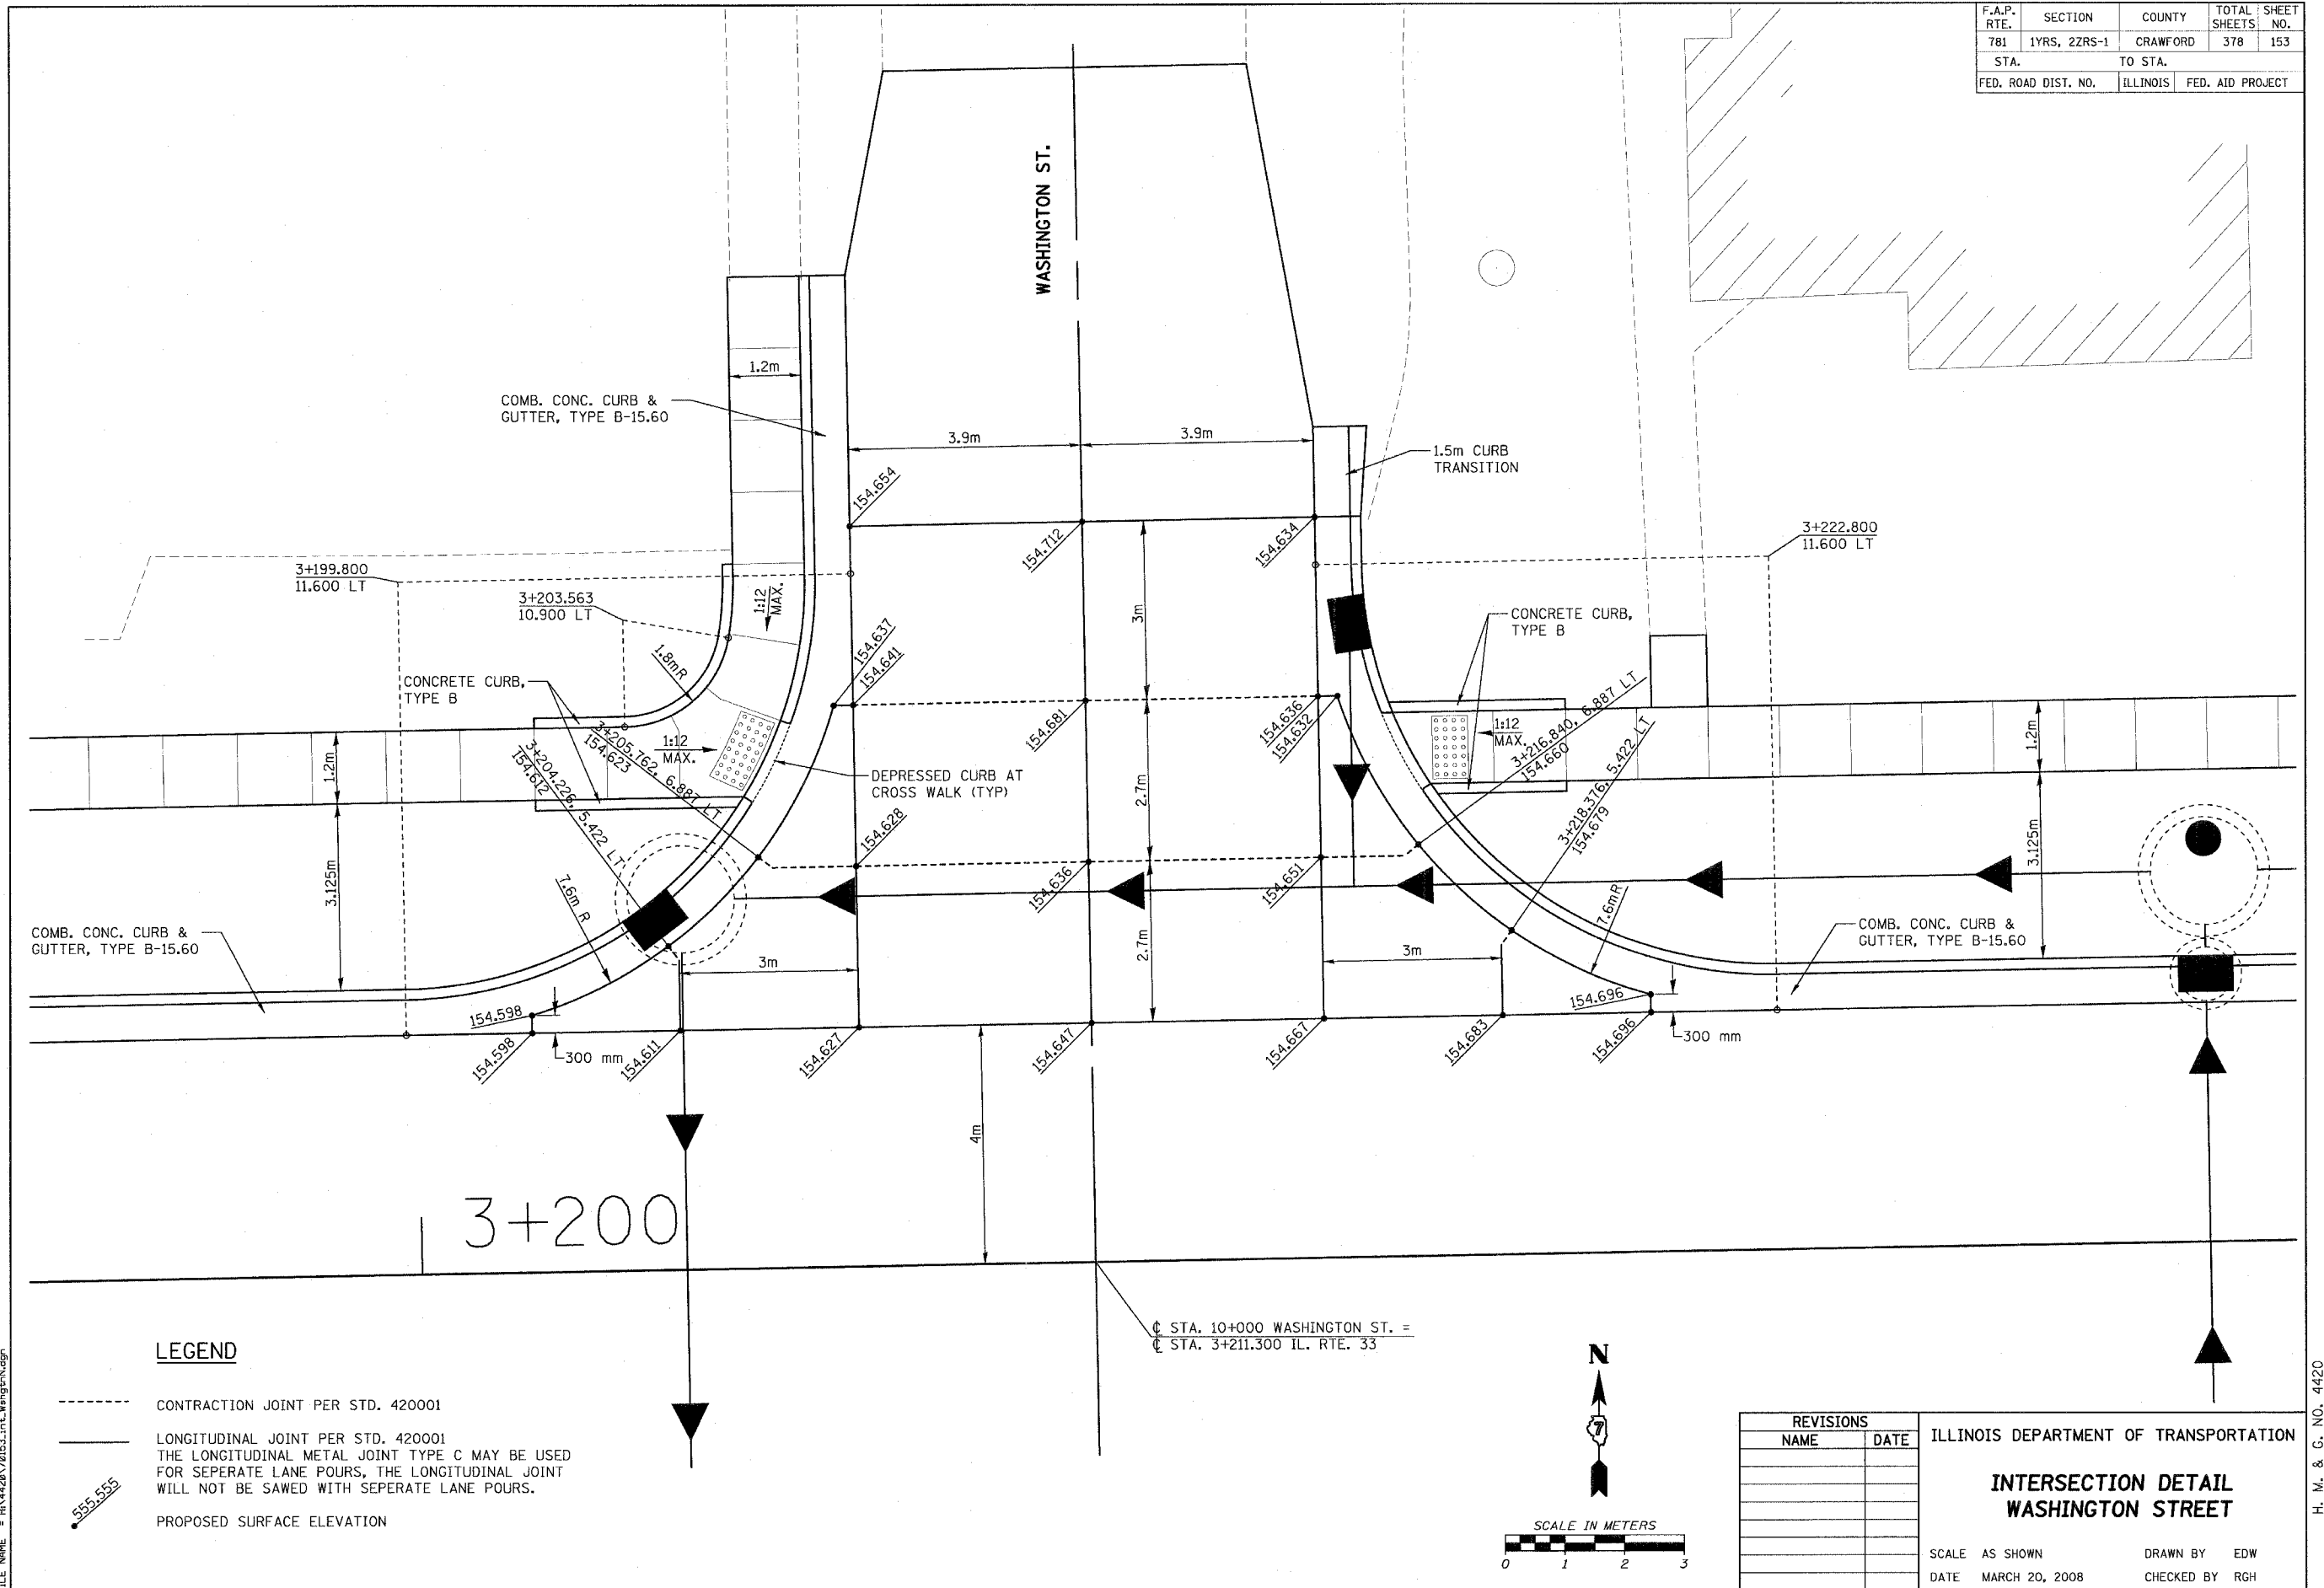 F.A.P. RTE. SECTION COUNTY TOTAL SHEETS SHEET NO.
781 1YRS, 2ZRS-1 CRAWFORD 378 153
STA. TO STA.
FED. ROAD DIST. NO. ILLINOIS FED. AID PROJECT
WASHINGTON ST.
1.2m
COMB. CONC. CURB &
GUTTER, TYPE B-15.60
3.9m
3.9m
1.5m CURB
TRANSITION
154.654
154.712
154.634
3+222.800
11.600 LT
3+199.800
11.600 LT
3+203.563
10.900 LT
1:12
MAX.
3m
CONCRETE CURB,
TYPE B
154.637
154.641
1.8mR
CONCRETE CURB,
TYPE B
154.681
154.636
154.632
3+216.840, 6.887 LT
154.660
1:12
MAX.
1:12
MAX.
3+205.762, 6.887 LT
154.623
3+204.226, 5.422 LT
154.612
1.2m
1.2m
DEPRESSED CURB AT
CROSS WALK (TYP)
2.7m
3+218.376, 5.422 LT
154.679
154.628
154.636
154.651
3.125m
3.125m
7.6m R
7.6mR
COMB. CONC. CURB &
GUTTER, TYPE B-15.60
COMB. CONC. CURB &
GUTTER, TYPE B-15.60
3m
2.7m
3m
154.598
154.696
154.598
300 mm
154.611
154.627
154.647
154.667
154.683
154.696
300 mm
4m
3+200
℄ STA. 10+000 WASHINGTON ST. =
℄ STA. 3+211.300 IL. RTE. 33
LEGEND
CONTRACTION JOINT PER STD. 420001
LONGITUDINAL JOINT PER STD. 420001
THE LONGITUDINAL METAL JOINT TYPE C MAY BE USED
FOR SEPERATE LANE POURS, THE LONGITUDINAL JOINT
WILL NOT BE SAWED WITH SEPERATE LANE POURS.
555.555
PROPOSED SURFACE ELEVATION
N
7
SCALE IN METERS
0 1 2 3
REVISIONS
NAME DATE
ILLINOIS DEPARTMENT OF TRANSPORTATION
INTERSECTION DETAIL
WASHINGTON STREET
SCALE AS SHOWN DRAWN BY EDW
DATE MARCH 20, 2008 CHECKED BY RGH
H. M. & G. NO. 4420